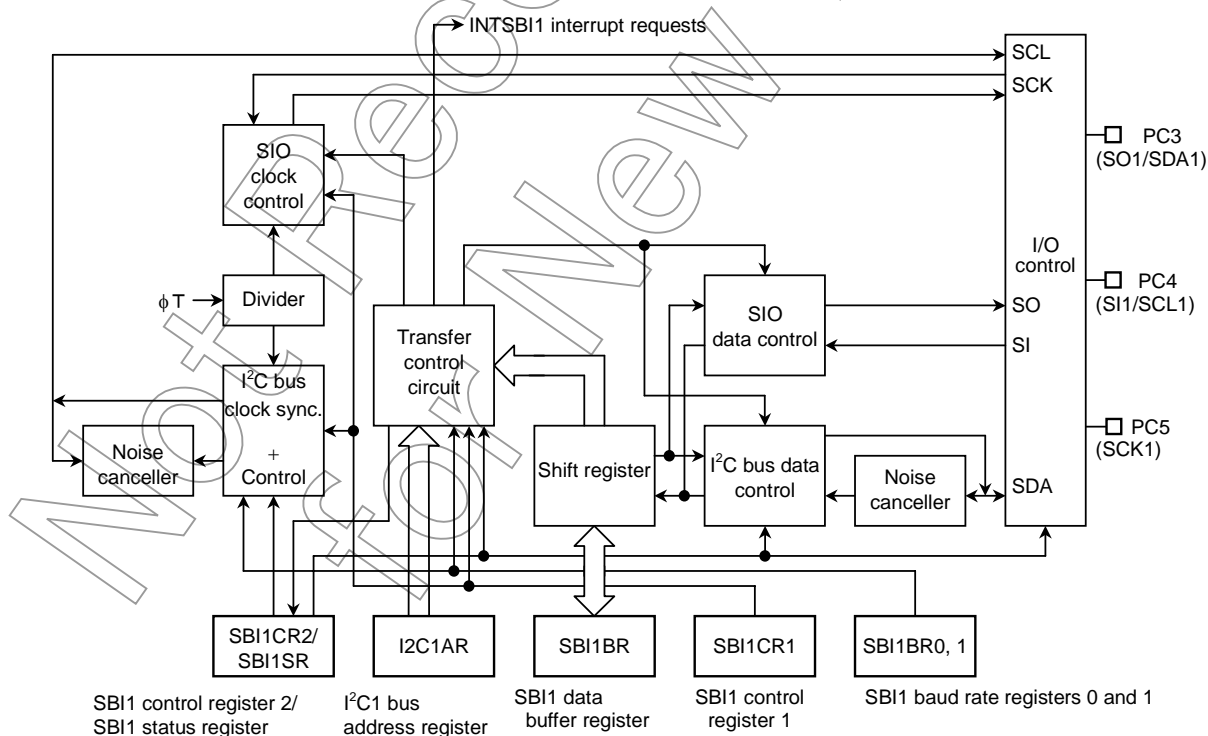 INTSBI1 interrupt requests
SCL
SCK
PC3
(SO1/SDA1)
SIO
clock
control
I/O
control
PC4
(SI1/SCL1)
φT
Divider
SIO
data control
SO
SI
Transfer
control
circuit
I²C bus
clock sync.
+
Control
PC5
(SCK1)
Noise
canceller
Shift register
I²C bus data
control
Noise
canceller
SDA
SBI1CR2/
SBI1SR
I2C1AR
SBI1BR
SBI1CR1
SBI1BR0, 1
SBI1 control register 2/
SBI1 status register
I²C1 bus
address register
SBI1 data
buffer register
SBI1 control
register 1
SBI1 baud rate registers 0 and 1
Not Reco
for New